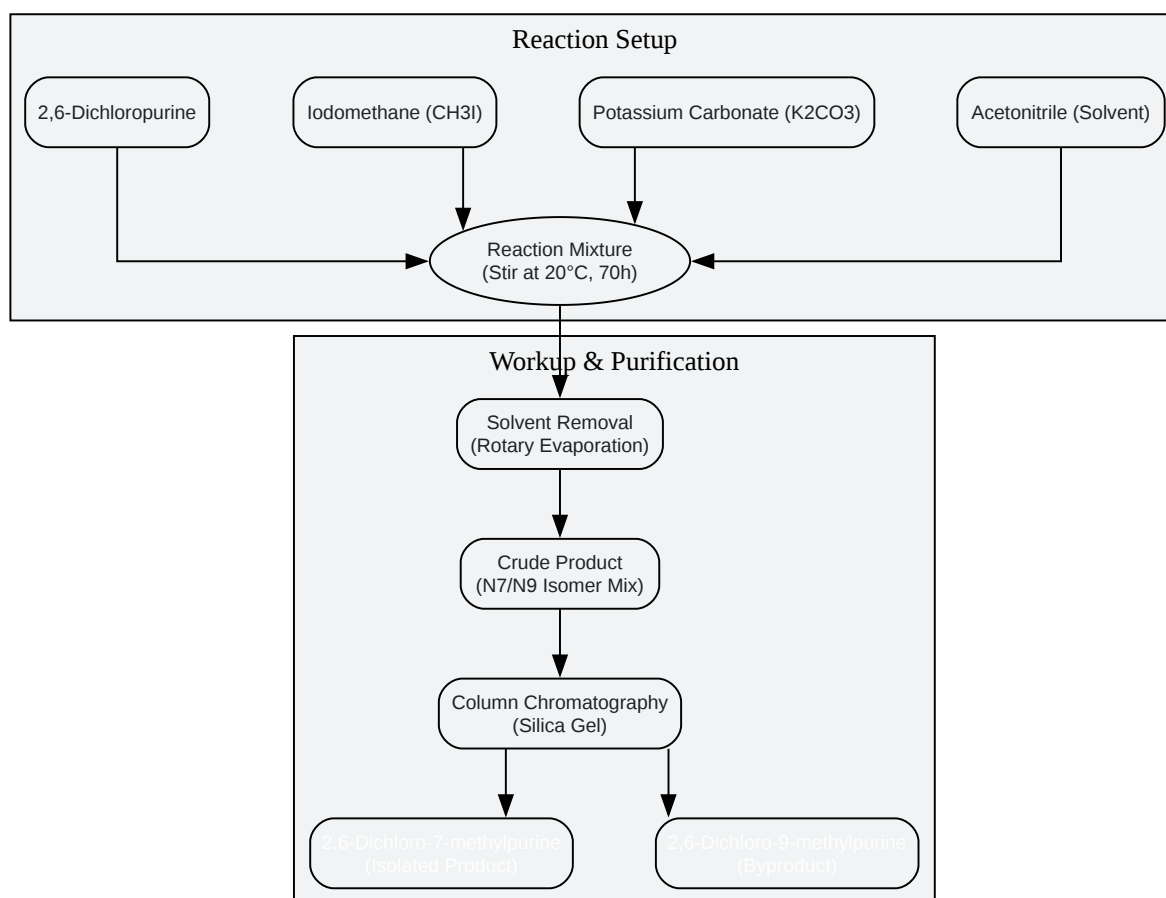 Reaction Setup
2,6-Dichloropurine
Iodomethane (CH3I)
Potassium Carbonate (K2CO3)
Acetonitrile (Solvent)
Reaction Mixture
(Stir at 20°C, 70h)
Workup & Purification
Solvent Removal
(Rotary Evaporation)
Crude Product
(N7/N9 Isomer Mix)
Column Chromatography
(Silica Gel)
2,6-Dichloro-7-methylpurine
(Isolated Product)
2,6-Dichloro-9-methylpurine
(Byproduct)